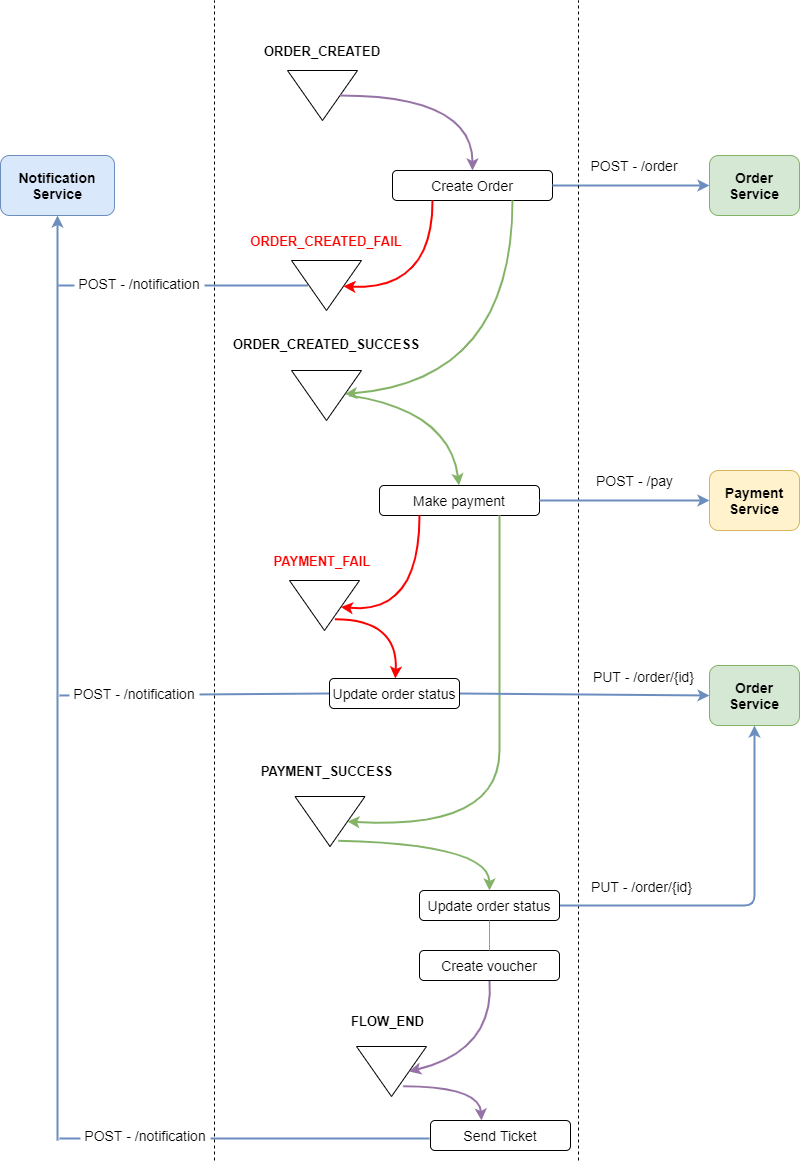 ORDER_CREATED
POST - /order
Notification
Service
Create Order
Order
Service
ORDER_CREATED_FAIL
POST - /notification
ORDER_CREATED_SUCCESS
POST - /pay
Make payment
Payment
Service
PAYMENT_FAIL
PUT - /order/{id}
POST - /notification
Update order status
Order
Service
PAYMENT_SUCCESS
PUT - /order/{id}
Update order status
Create voucher
FLOW_END
POST - /notification
Send Ticket